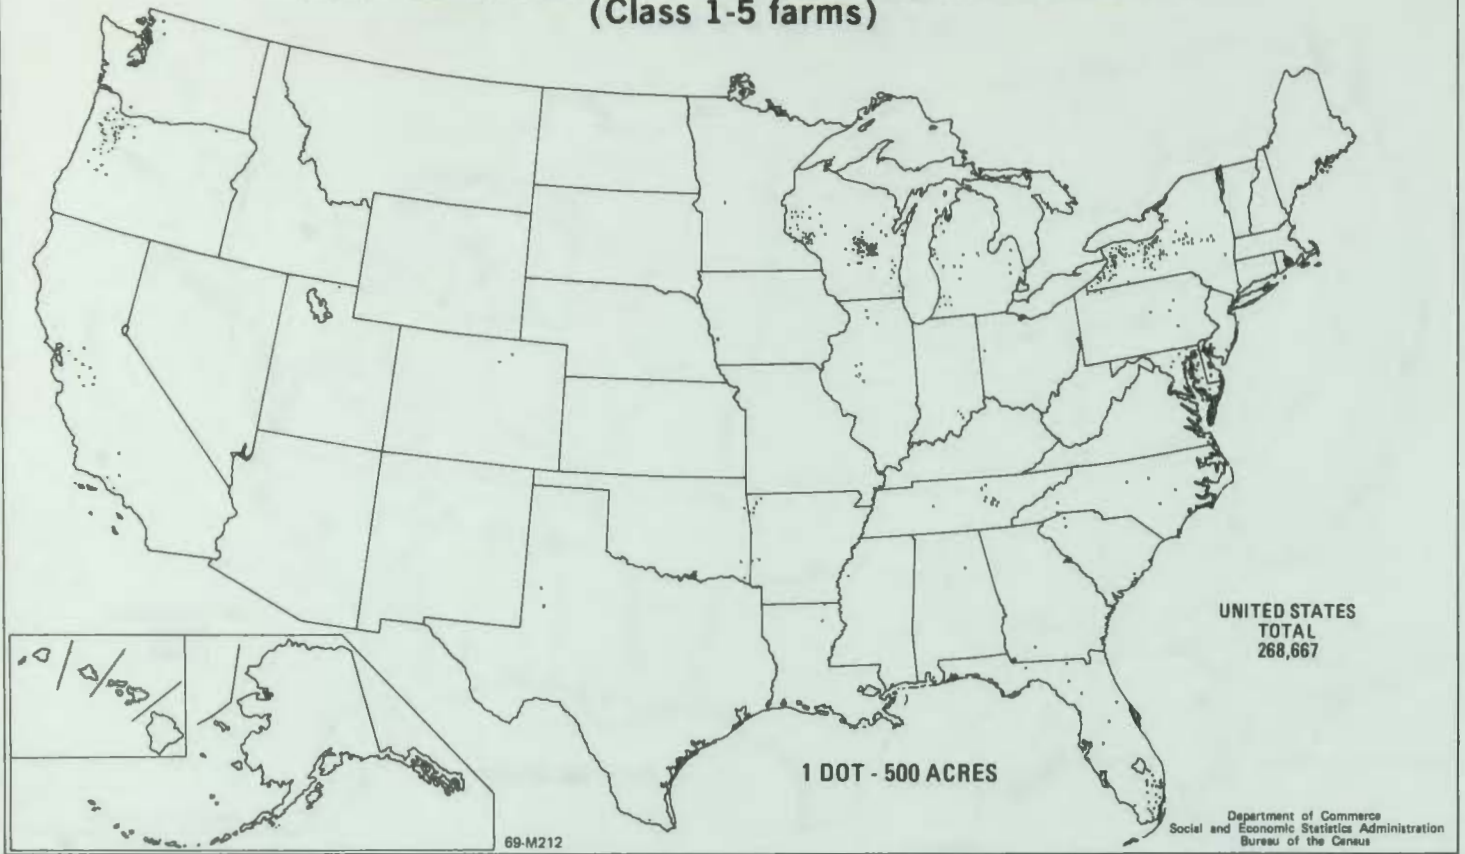 (Class 1-5 farms)
UNITED STATES
TOTAL
268,667
1 DOT - 500 ACRES
69-M212
Department of Commerce
Social and Economic Statistics Administration
Bureau of the Census